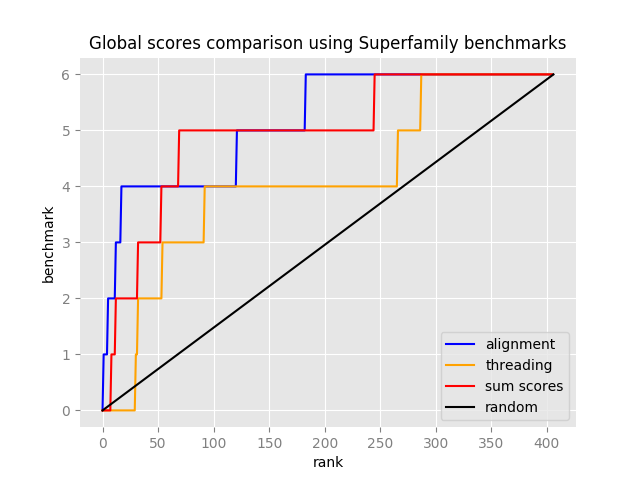 Global scores comparison using Superfamily benchmarks
6
5
4
3
2
1
0
benchmark
0 50 100 150 200 250 300 350 400
rank
alignment
threading
sum scores
random